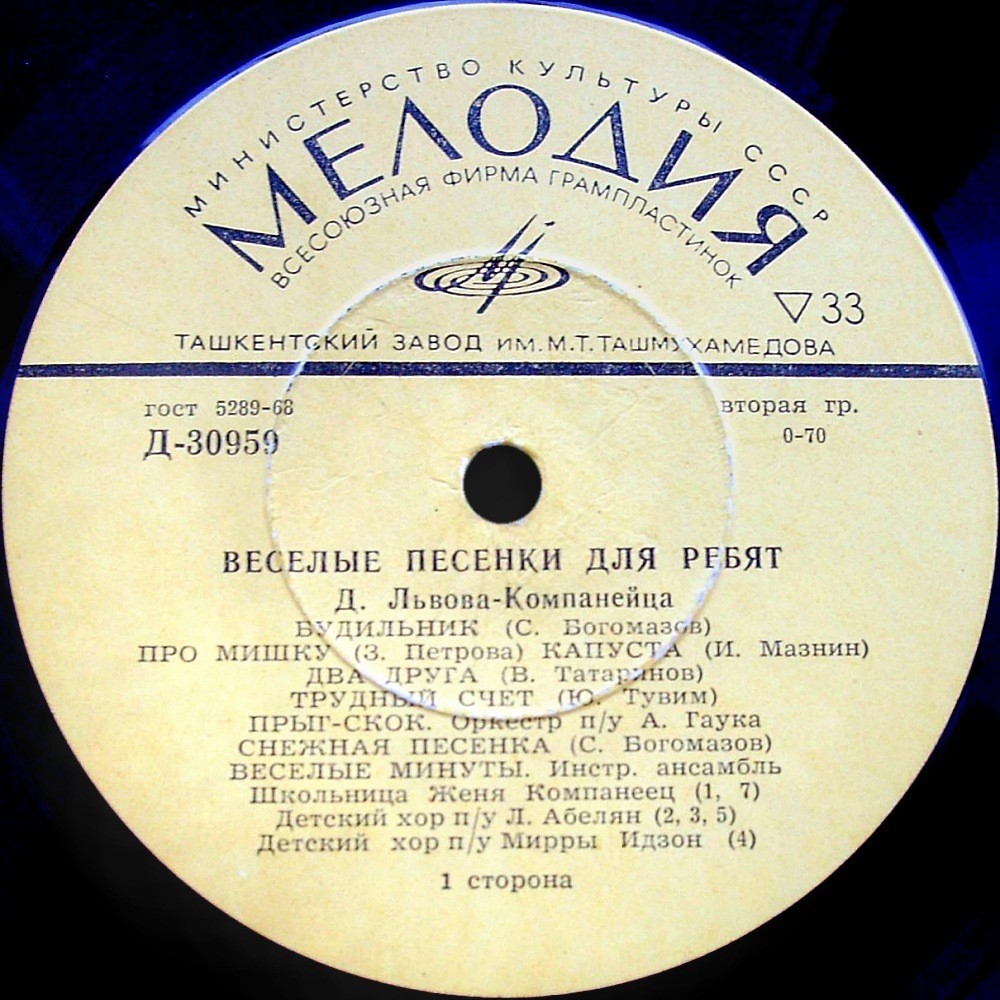 МИНИСТЕРСТВО КУЛЬТУРЫ СССР
МЕЛОДИЯ
ВСЕСОЮЗНАЯ ФИРМА ГРАМПЛАСТИНОК
▽33
ТАШКЕНТСКИЙ ЗАВОД ИМ. М. Т. ТАШМУХАМЕДОВА
гост 5289-68
вторая гр.
Д-30959
0-70
ВЕСЕЛЫЕ ПЕСЕНКИ ДЛЯ РЕБЯТ
Д. Львова-Компанейца
БУДИЛЬНИК (С. Богомазов)
ПРО МИШКУ (З. Петрова) КАПУСТА (И. Мазнин)
ДВА ДРУГА (В. Татаринов)
ТРУДНЫЙ СЧЕТ (Ю. Тувим)
ПРЫГ-СКОК. Оркестр п/у А. Гаука
СНЕЖНАЯ ПЕСЕНКА (С. Богомазов)
ВЕСЕЛЫЕ МИНУТЫ. Инстр. ансамбль
Школьница Женя Компанеец (1, 7)
Детский хор п/у Л. Абелян (2, 3, 5)
Детский хор п/у Мирры Идзон (4)
1 сторона